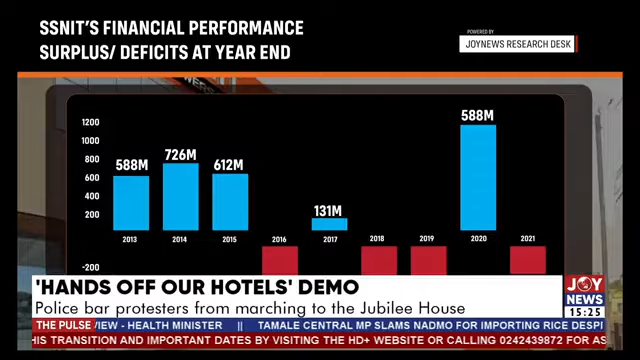 SSNIT'S FINANCIAL PERFORMANCE
SURPLUS/ DEFICITS AT YEAR END
POWERED BY
JOYNEWS RESEARCH DESK
1200
1000
800
600
400
200
-200
588M
726M
612M
131M
588M
2013
2014
2015
2016
2017
2018
2019
2020
2021
'HANDS OFF OUR HOTELS' DEMO
Police bar protesters from marching to the Jubilee House
JOY
NEWS
15:25
THE PULSE
/IEW - HEALTH MINISTER || TAMALE CENTRAL MP SLAMS NADMO FOR IMPORTING RICE DESPI
HIS TRANSITION AND IMPORTANT DATES BY VISITING THE HD+ WEBSITE OR CALLING 0242439872 FOR AS